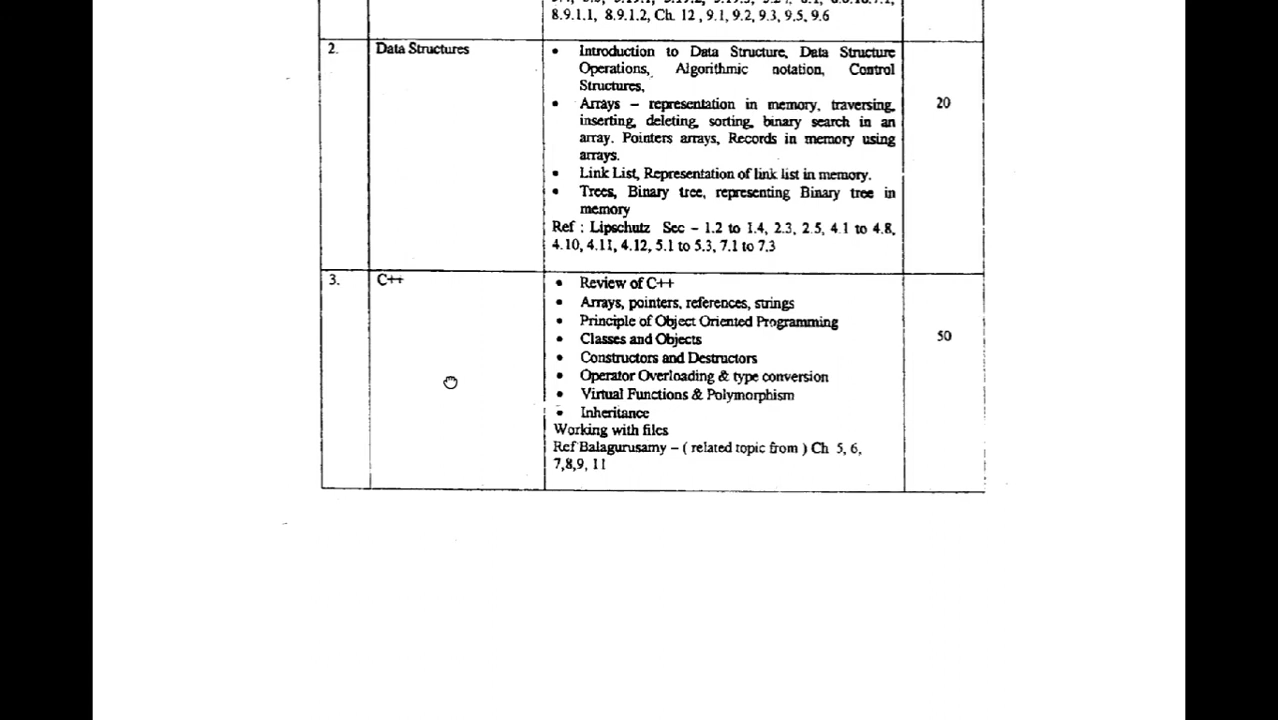 8.9.1.1, 8.9.1.2, Ch. 12 , 9.1, 9.2, 9.3, 9.5, 9.6
2. Data Structures
• Introduction to Data Structure, Data Structure
Operations, Algorithmic notation, Control
Structures,
20
• Arrays – representation in memory, traversing,
inserting, deleting, sorting, binary search in an
array. Pointers arrays, Records in memory using
arrays.
• Link List, Representation of link list in memory.
• Trees, Binary tree, representing Binary tree in
memory
Ref : Lipschutz Sec – 1.2 to 1.4, 2.3, 2.5, 4.1 to 4.8,
4.10, 4.11, 4.12, 5.1 to 5.3, 7.1 to 7.3
3. C++
• Review of C++
• Arrays, pointers, references, strings
• Principle of Object Oriented Programming
• Classes and Objects
50
• Constructors and Destructors
• Operator Overloading & type conversion
• Virtual Functions & Polymorphism
• Inheritance
Working with files
Ref Balagurusamy – ( related topic from ) Ch 5, 6,
7,8,9, 11